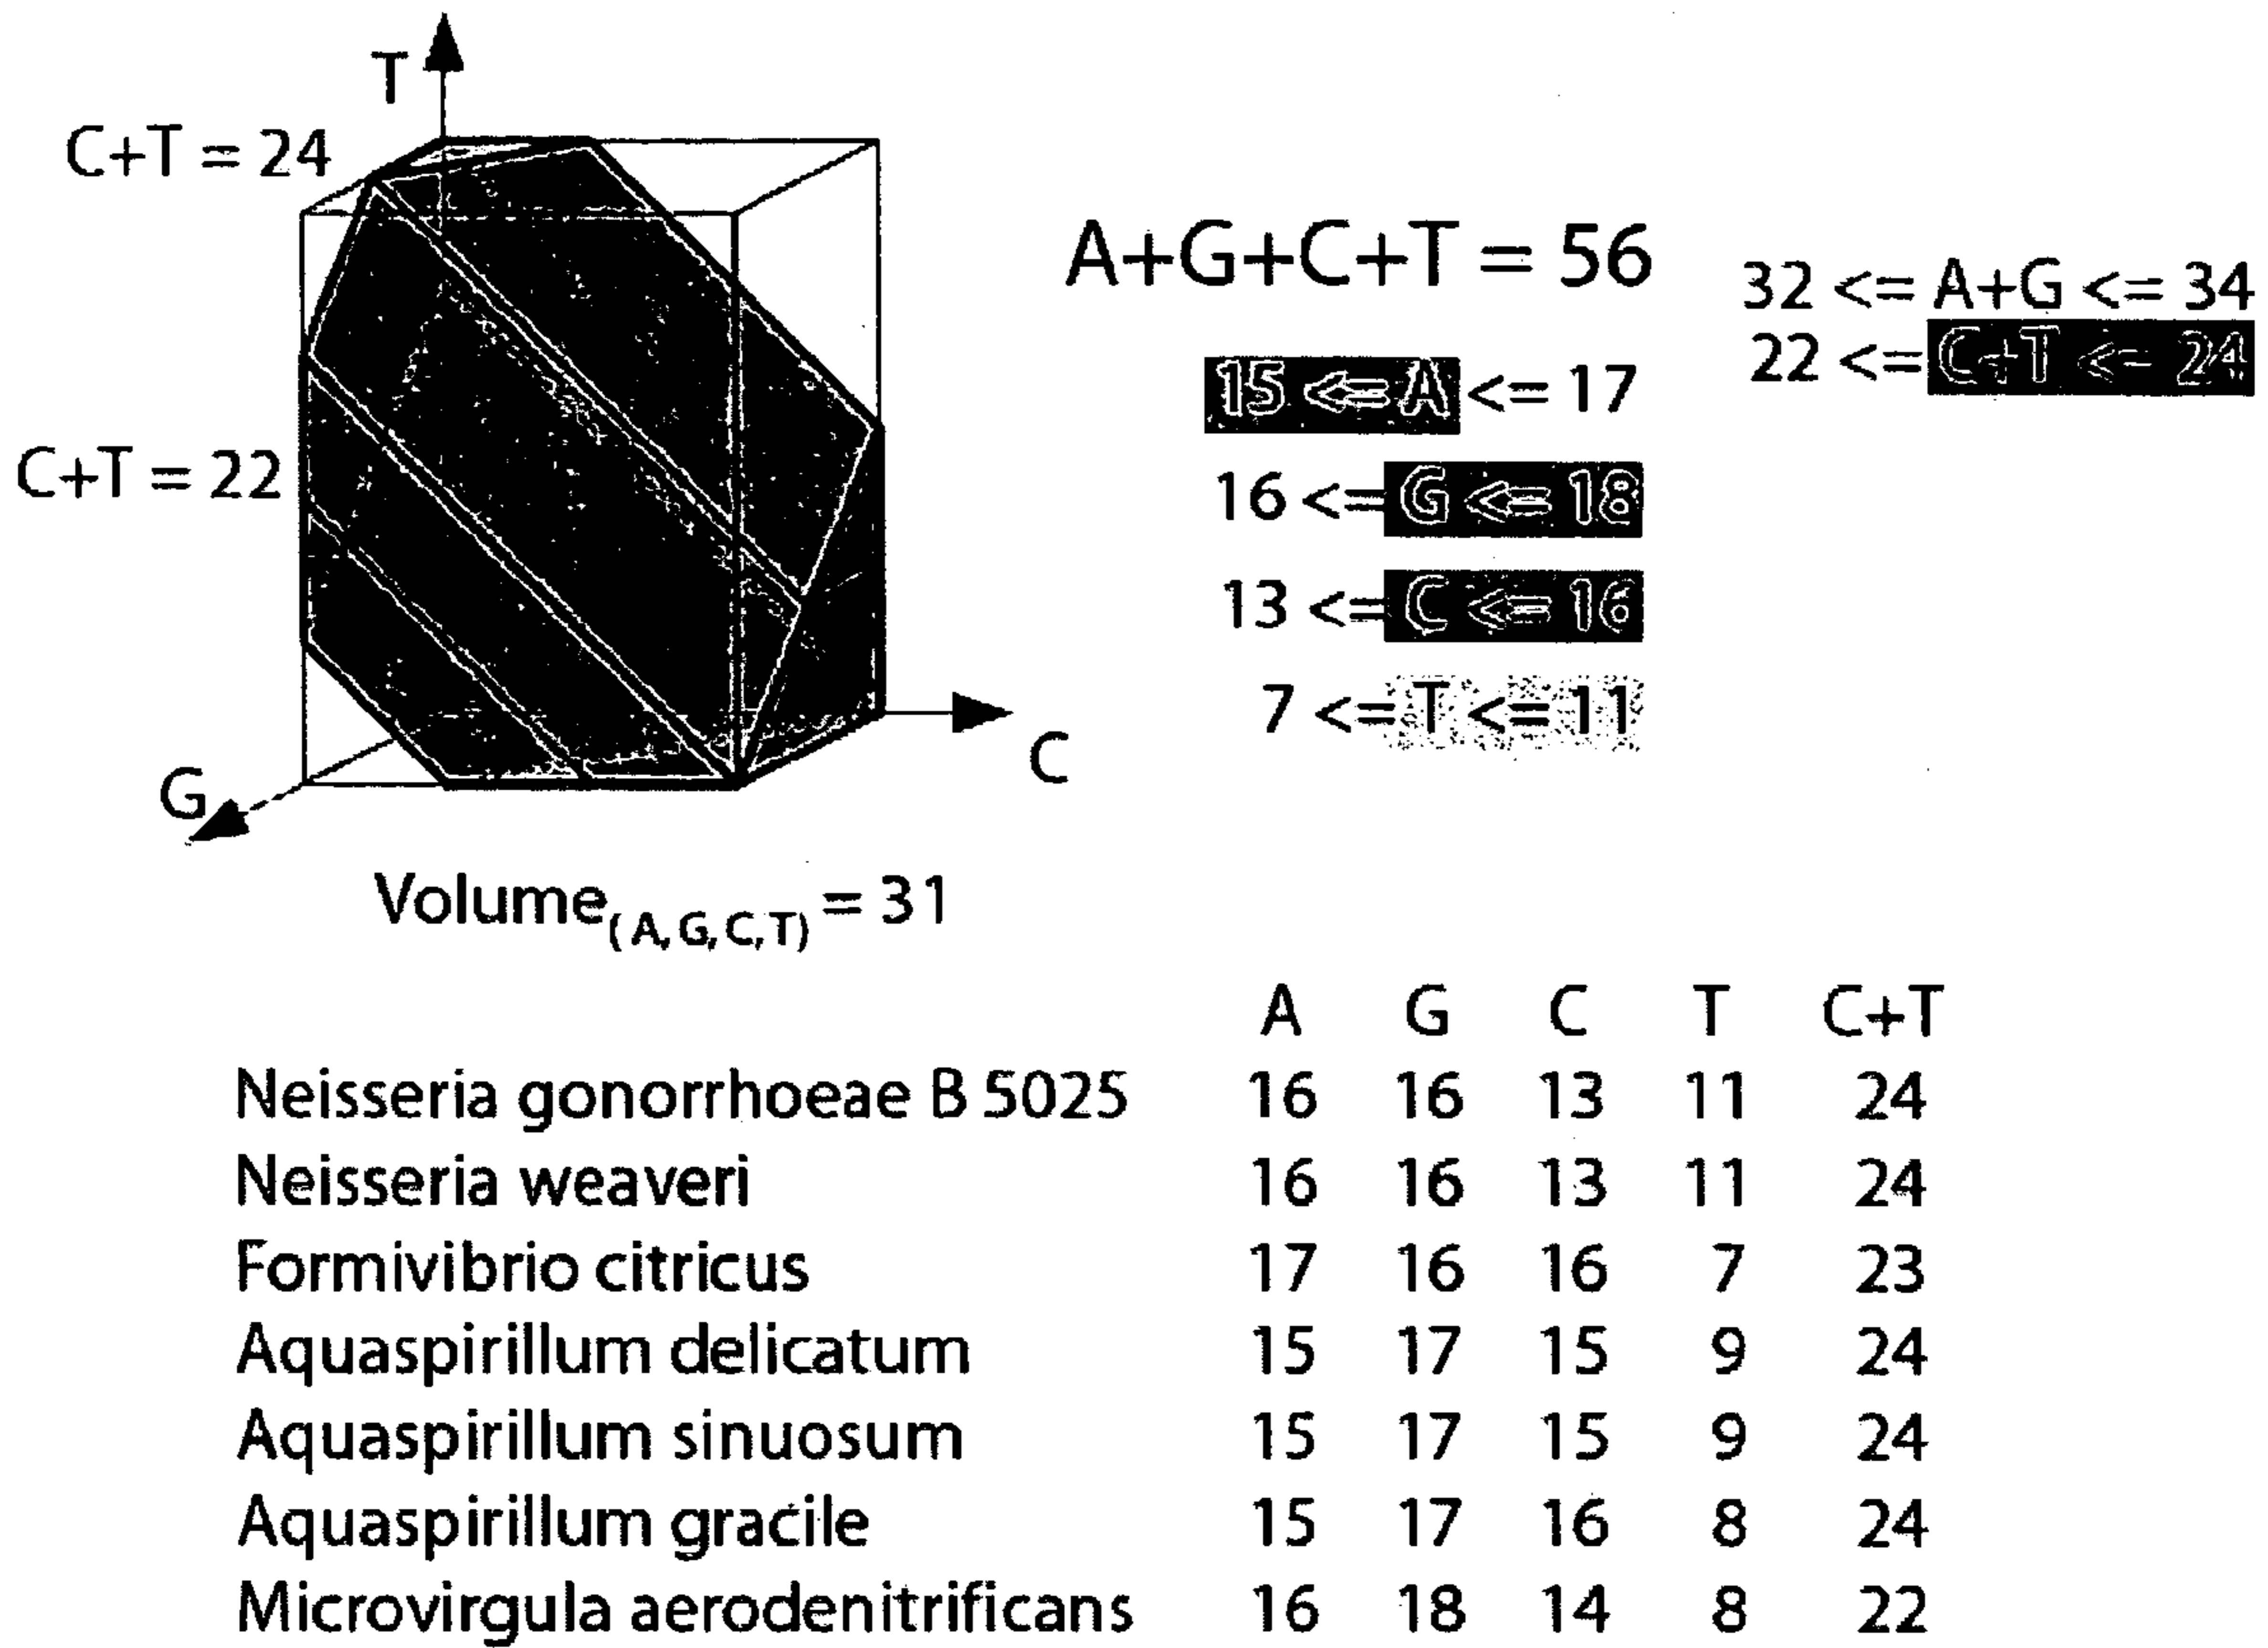 T
C+T = 24
A+G+C+T = 56
32 <= A+G <= 34
22 <= C+T <= 24
15 <= A <= 17
C+T = 22
16 <= G <= 18
13 <= C <= 16
7 <= T <= 11
C
G
Volume(A,G,C,T) = 31
A G C T C+T
Neisseria gonorrhoeae B 5025 16 16 13 11 24
Neisseria weaveri 16 16 13 11 24
Formivibrio citricus 17 16 16 7 23
Aquaspirillum delicatum 15 17 15 9 24
Aquaspirillum sinuosum 15 17 15 9 24
Aquaspirillum gracile 15 17 16 8 24
Microvirgula aerodenitrificans 16 18 14 8 22